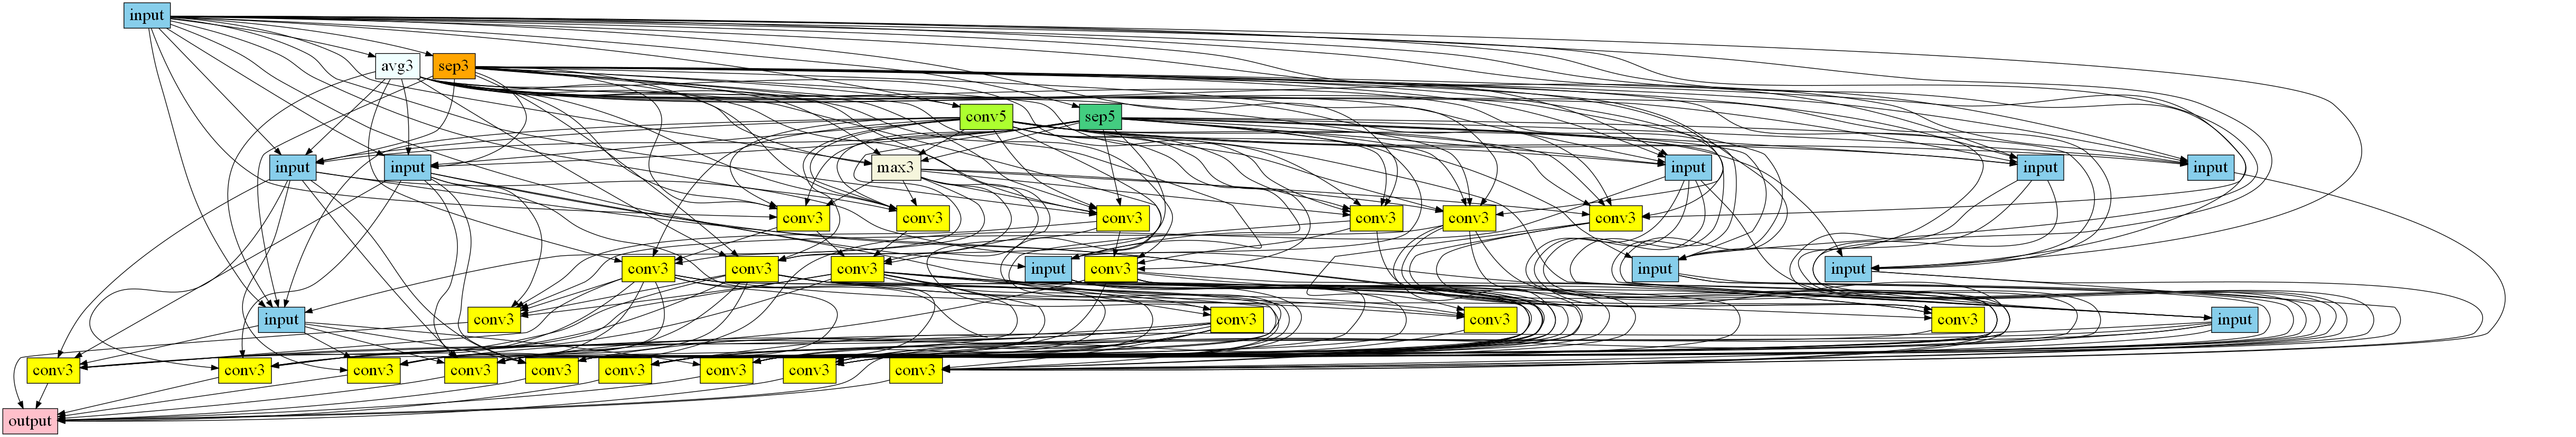 input
avg3 sep3
conv5 sep5
input input max3 input input input
conv3 conv3 conv3 conv3 conv3 conv3
conv3 conv3 conv3 input conv3 input input
input conv3 conv3 conv3 conv3 input
conv3 conv3 conv3 conv3 conv3 conv3 conv3 conv3 conv3
output